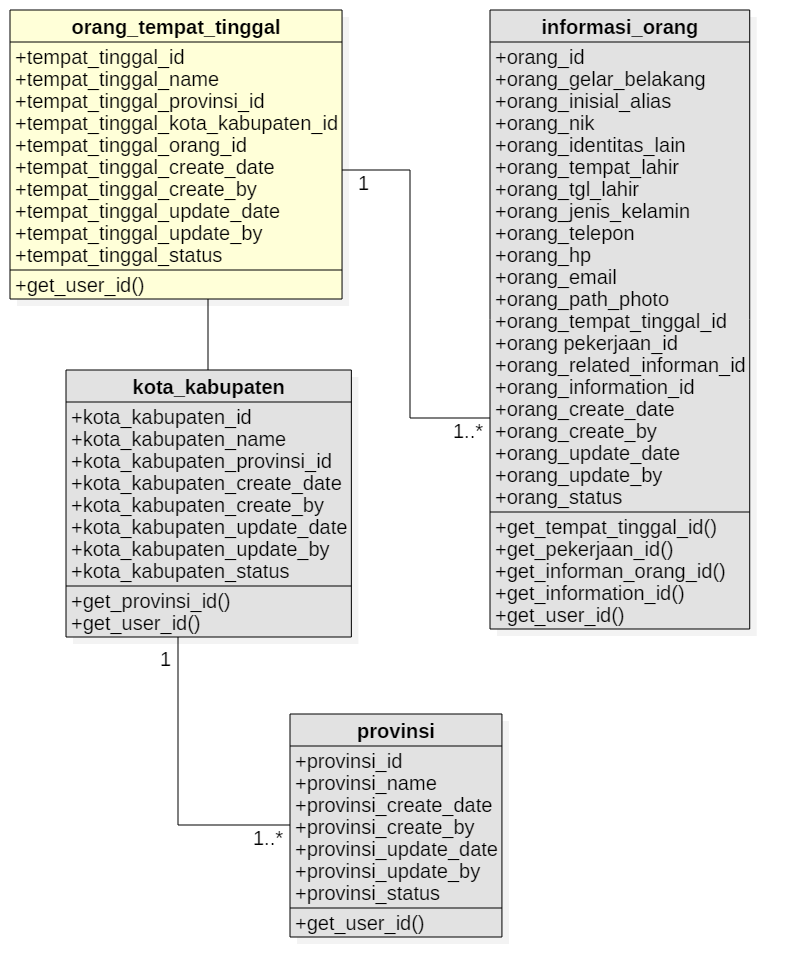 orang_tempat_tinggal
+tempat_tinggal_id
+tempat_tinggal_name
+tempat_tinggal_provinsi_id
+tempat_tinggal_kota_kabupaten_id
+tempat_tinggal_orang_id
+tempat_tinggal_create_date
+tempat_tinggal_create_by
+tempat_tinggal_update_date
+tempat_tinggal_update_by
+tempat_tinggal_status
+get_user_id()
1
1..*
informasi_orang
+orang_id
+orang_gelar_belakang
+orang_inisial_alias
+orang_nik
+orang_identitas_lain
+orang_tempat_lahir
+orang_tgl_lahir
+orang_jenis_kelamin
+orang_telepon
+orang_hp
+orang_email
+orang_path_photo
+orang_tempat_tinggal_id
+orang pekerjaan_id
+orang_related_informan_id
+orang_information_id
+orang_create_date
+orang_create_by
+orang_update_date
+orang_update_by
+orang_status
+get_tempat_tinggal_id()
+get_pekerjaan_id()
+get_informan_orang_id()
+get_information_id()
+get_user_id()
kota_kabupaten
+kota_kabupaten_id
+kota_kabupaten_name
+kota_kabupaten_provinsi_id
+kota_kabupaten_create_date
+kota_kabupaten_create_by
+kota_kabupaten_update_date
+kota_kabupaten_update_by
+kota_kabupaten_status
+get_provinsi_id()
+get_user_id()
1
1..*
provinsi
+provinsi_id
+provinsi_name
+provinsi_create_date
+provinsi_create_by
+provinsi_update_date
+provinsi_update_by
+provinsi_status
+get_user_id()